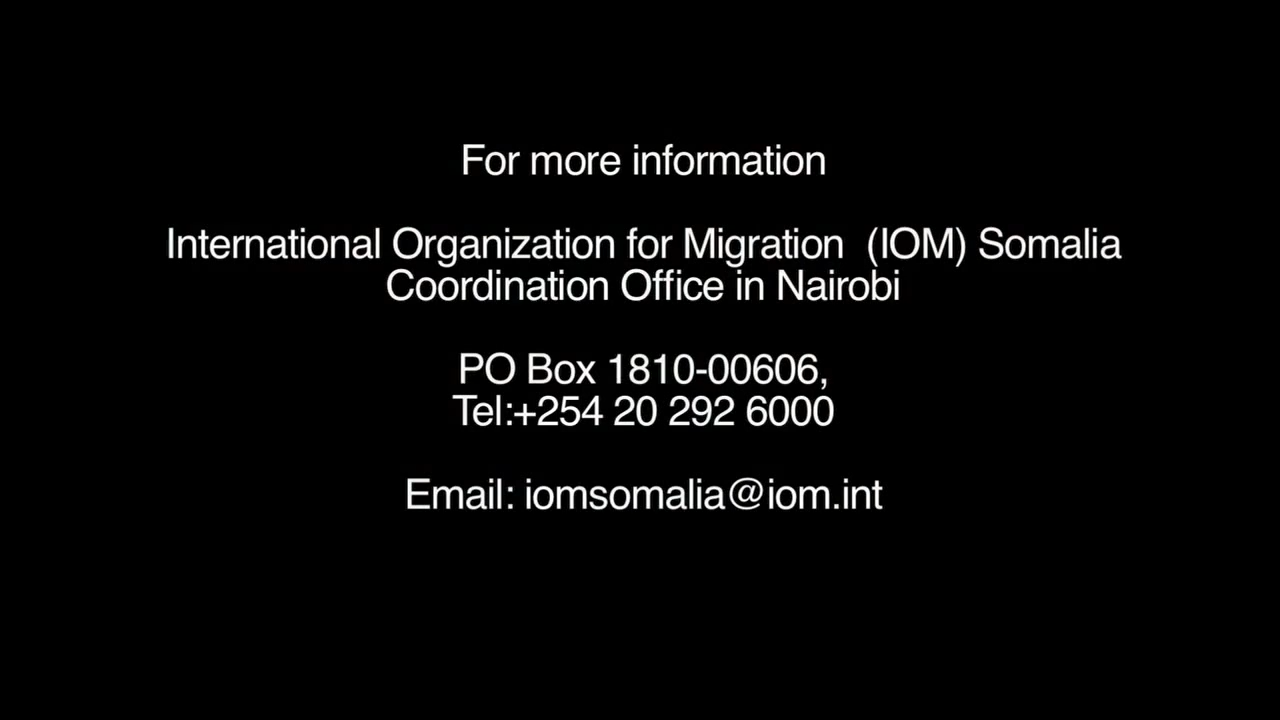 For more information
International Organization for Migration  (IOM) Somalia
Coordination Office in Nairobi
PO Box 1810-00606,
Tel:+254 20 292 6000
Email: iomsomalia@iom.int